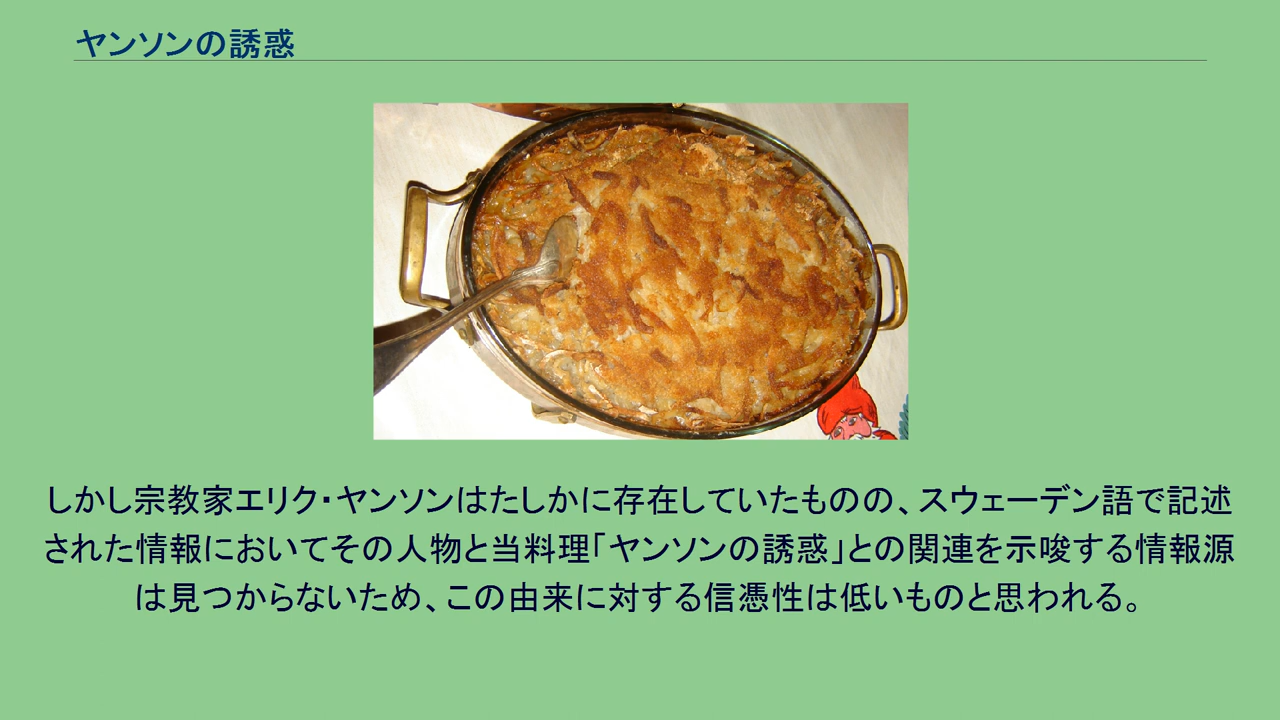 ヤンソンの誘惑
しかし宗教家エリク・ヤンソンはたしかに存在していたものの、スウェーデン語で記述
された情報においてその人物と当料理「ヤンソンの誘惑」との関連を示唆する情報源
は見つからないため、この由来に対する信憑性は低いものと思われる。